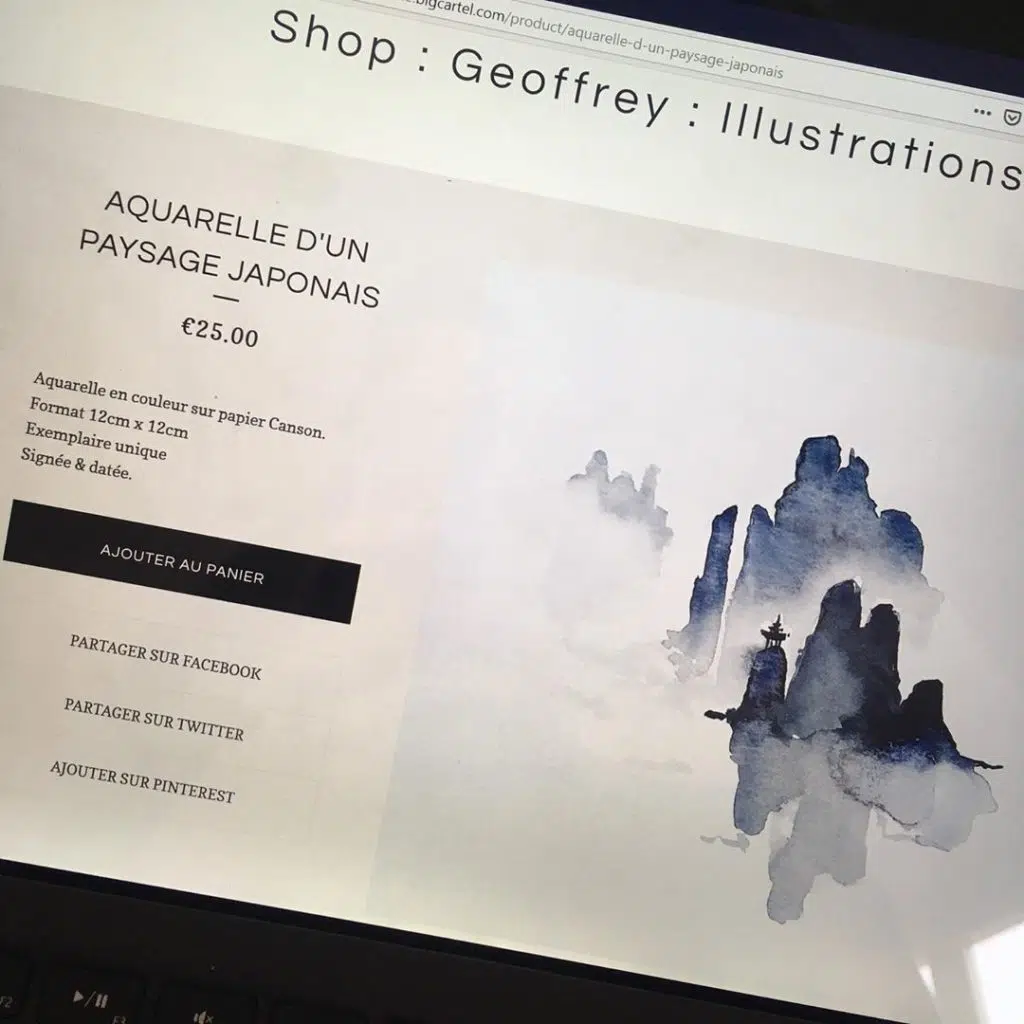 bigcartel.com/product/aquarelle-d-un-paysage-japonais
Shop : Geoffrey : Illustrations
AQUARELLE D'UN
PAYSAGE JAPONAIS
€25.00
Aquarelle en couleur sur papier Canson.
Format 12cm x 12cm
Exemplaire unique
Signée & datée.
AJOUTER AU PANIER
PARTAGER SUR FACEBOOK
PARTAGER SUR TWITTER
AJOUTER SUR PINTEREST
F2
F3